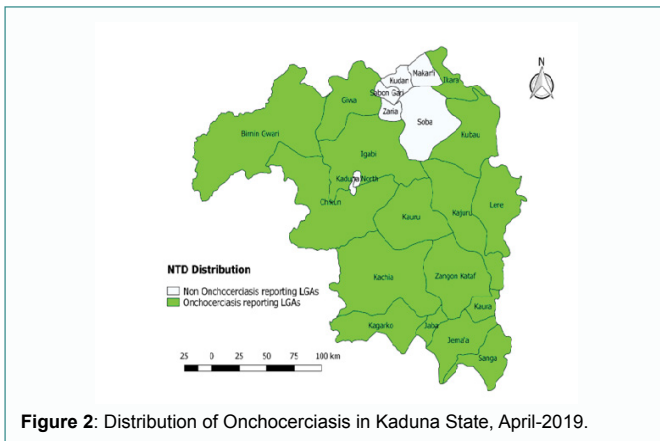 N
Makarfi
Kudan
Ikara
Sabon Gari
Giwa
Zaria
Soba
Birnin Gwari
Kubau
Igabi
Kaduna North
Chikun
Lere
Kauru
Kajuru
NTD Distribution
Non Onchocerciasis reporting LGAs
Onchocerciasis reporting LGAs
Kachia
Zangon Kataf
Kaura
Kagarko
Jaba
Jema'a
Sanga
25 0 25 50 75 100 km
Figure 2: Distribution of Onchocerciasis in Kaduna State, April-2019.